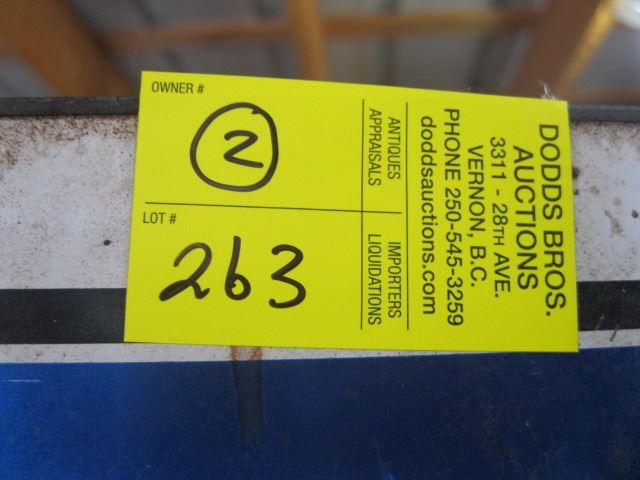 OWNER #
2
LOT #
263
ANTIQUES
APPRAISALS
IMPORTERS
LIQUIDATIONS
DODDS BROS.
AUCTIONS
3311 - 28TH AVE.
VERNON, B.C.
PHONE 250-545-3259
doddsauctions.com